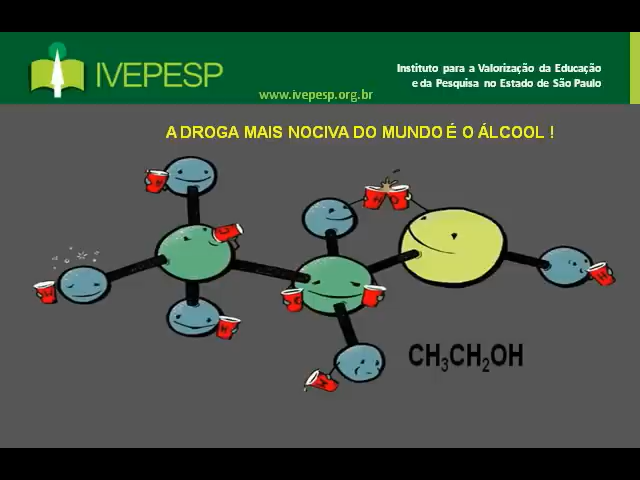 IVEPESP
www.ivepesp.org.br
Instituto para a Valorização da Educação
e da Pesquisa no Estado de São Paulo
A DROGA MAIS NOCIVA DO MUNDO É O ÁLCOOL !
CH₃CH₂OH